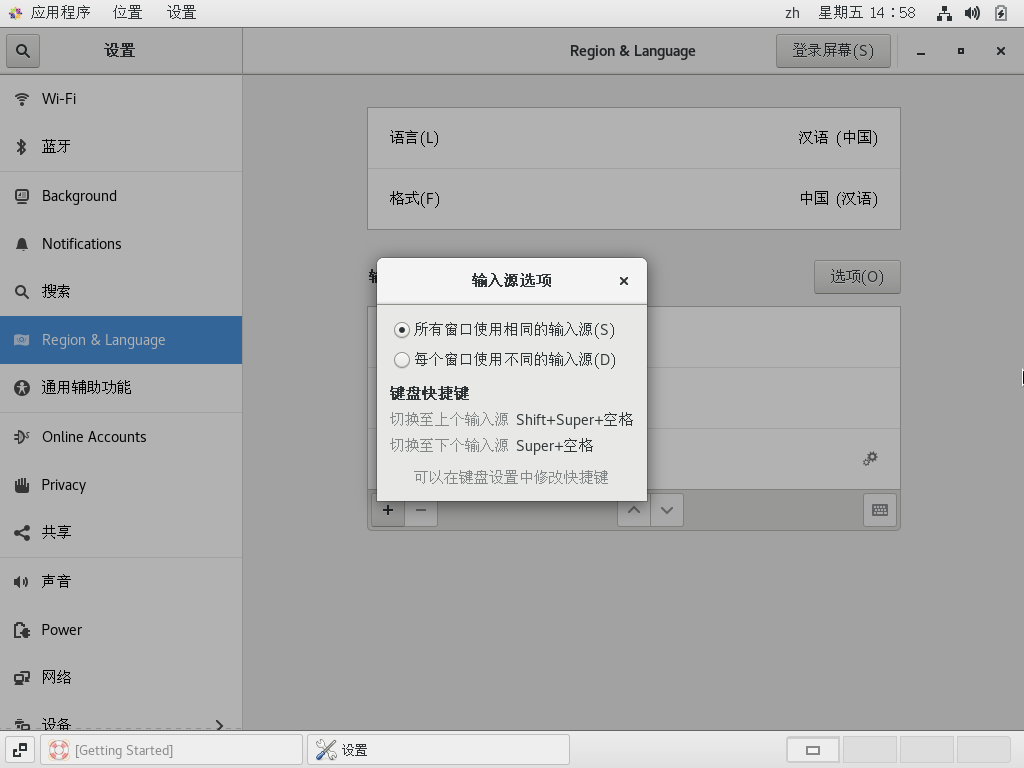 应用程序 位置 设置 zh 星期五 14：58
设置 Region & Language 登录屏幕(S)
Wi-Fi
蓝牙
Background
Notifications
搜索
Region & Language
通用辅助功能
Online Accounts
Privacy
共享
声音
Power
网络
设备
语言(L) 汉语 (中国)
格式(F) 中国 (汉语)
选项(O)
输入源选项
所有窗口使用相同的输入源(S)
每个窗口使用不同的输入源(D)
键盘快捷键
切换至上个输入源 Shift+Super+空格
切换至下个输入源 Super+空格
可以在键盘设置中修改快捷键
[Getting Started] 设置